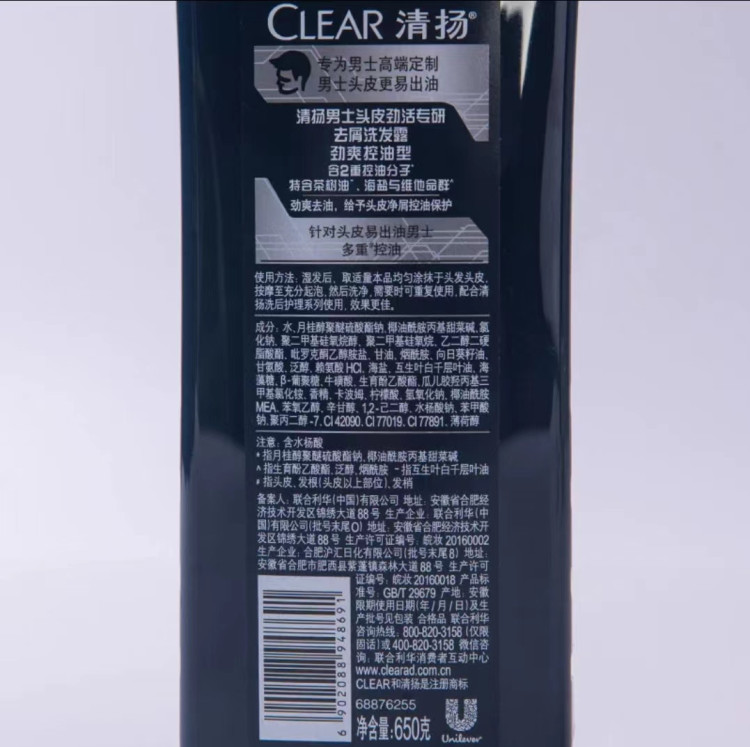 CLEAR 清扬®
专为男士高端定制
男士头皮更易出油
清扬男士头皮劲活专研
去屑洗发露
劲爽控油型
含2重控油分子*
特含茶树油~、海盐与维他命群^
劲爽去油，给予头皮净屑控油保护
针对头皮易出油男士
多重#控油
使用方法：湿发后、取适量本品均匀涂抹于头发头皮,
按摩至充分起泡,然后洗净,需要时可重复使用,配合清
扬洗后护理系列使用,效果更佳。
成分：水,月桂醇聚醚硫酸酯钠,椰油酰胺丙基甜菜碱,氯
化钠,聚二甲基硅氧烷醇,聚二甲基硅氧烷,乙二醇二硬
脂酸酯,吡罗克酮乙醇胺盐,甘油,烟酰胺,向日葵籽油,
甘氨酸,泛醇,赖氨酸HCl,海盐,互生叶白千层叶油,海
藻糖,β-葡聚糖,牛磺酸,生育酚乙酸酯,瓜儿胶羟丙基三
甲基氯化铵,香精,卡波姆,柠檬酸,氢氧化钠,椰油酰胺
MEA,苯氧乙醇,辛甘醇,1,2-己二醇,水杨酸钠,苯甲酸
钠,聚丙二醇-7,CI 42090,CI 77019,CI 77891,薄荷醇
注意：含水杨酸
*指月桂醇聚醚硫酸酯钠,椰油酰胺丙基甜菜碱
^指生育酚乙酸酯,泛醇,烟酰胺 ~指互生叶白千层叶油
#指头皮、发根(头皮以上部位)、发梢
备案人：联合利华(中国)有限公司 地址：安徽省合肥经
济技术开发区锦绣大道88号 生产企业：联合利华(中
国)有限公司(批号末尾O) 地址：安徽省合肥经济技术开
发区锦绣大道88号 生产许可证编号：皖妆20160002
生产企业：合肥沪汇日化有限公司(批号末尾8) 地址：
安徽省合肥市肥西县紫蓬镇森林大道88号 生产许可
证编号：皖妆20160018 产品标
准号：GB/T 29679 产地：安徽
限期使用日期(年/月/日)及生
产批号见包装 合格品 联合利华
咨询热线：800-820-3158(仅限
固话)或400-820-3158 微信咨
询：联合利华消费者互动中心
www.clearad.com.cn
CLEAR和清扬是注册商标
68876255
净含量:650克
Unilever
6902088948691